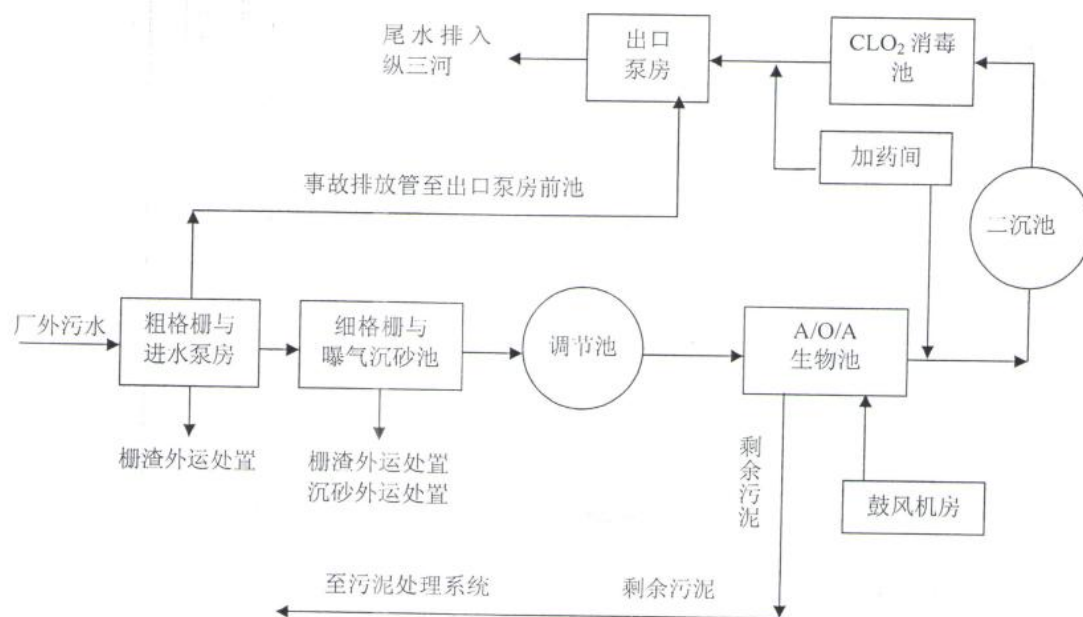 尾水排入
纵三河
出口
泵房
CLO₂ 消毒
池
加药间
事故排放管至出口泵房前池
二沉池
厂外污水
粗格栅与
进水泵房
细格栅与
曝气沉砂池
调节池
A/O/A
生物池
栅渣外运处置
栅渣外运处置
沉砂外运处置
剩余污泥
鼓风机房
至污泥处理系统
剩余污泥